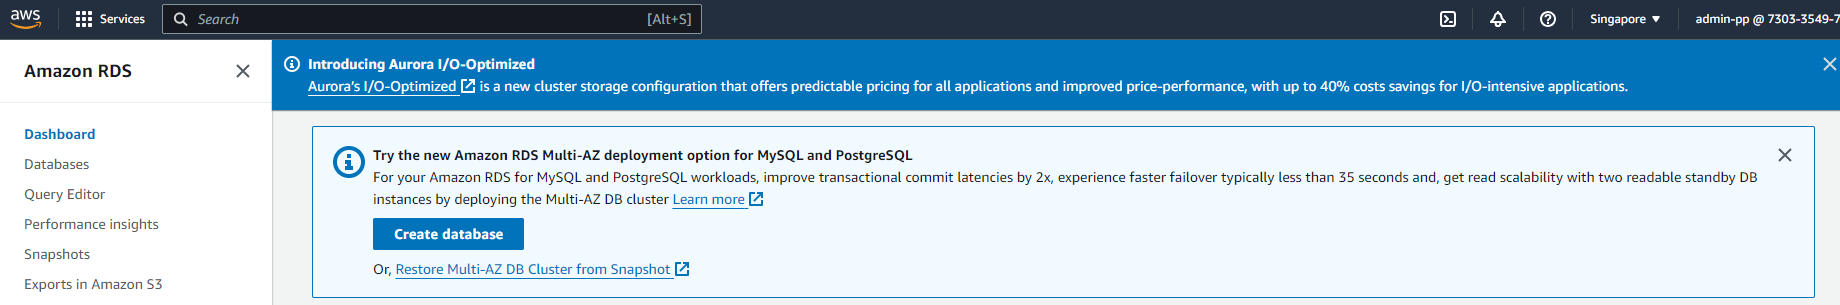 aws
Services
Search
[Alt+S]
Singapore
admin-pp @ 7303-3549-7
Amazon RDS
Introducing Aurora I/O-Optimized
Aurora's I/O-Optimized is a new cluster storage configuration that offers predictable pricing for all applications and improved price-performance, with up to 40% costs savings for I/O-intensive applications.
Dashboard
Databases
Query Editor
Performance insights
Snapshots
Exports in Amazon S3
Try the new Amazon RDS Multi-AZ deployment option for MySQL and PostgreSQL
For your Amazon RDS for MySQL and PostgreSQL workloads, improve transactional commit latencies by 2x, experience faster failover typically less than 35 seconds and, get read scalability with two readable standby DB
instances by deploying the Multi-AZ DB cluster Learn more
Create database
Or, Restore Multi-AZ DB Cluster from Snapshot